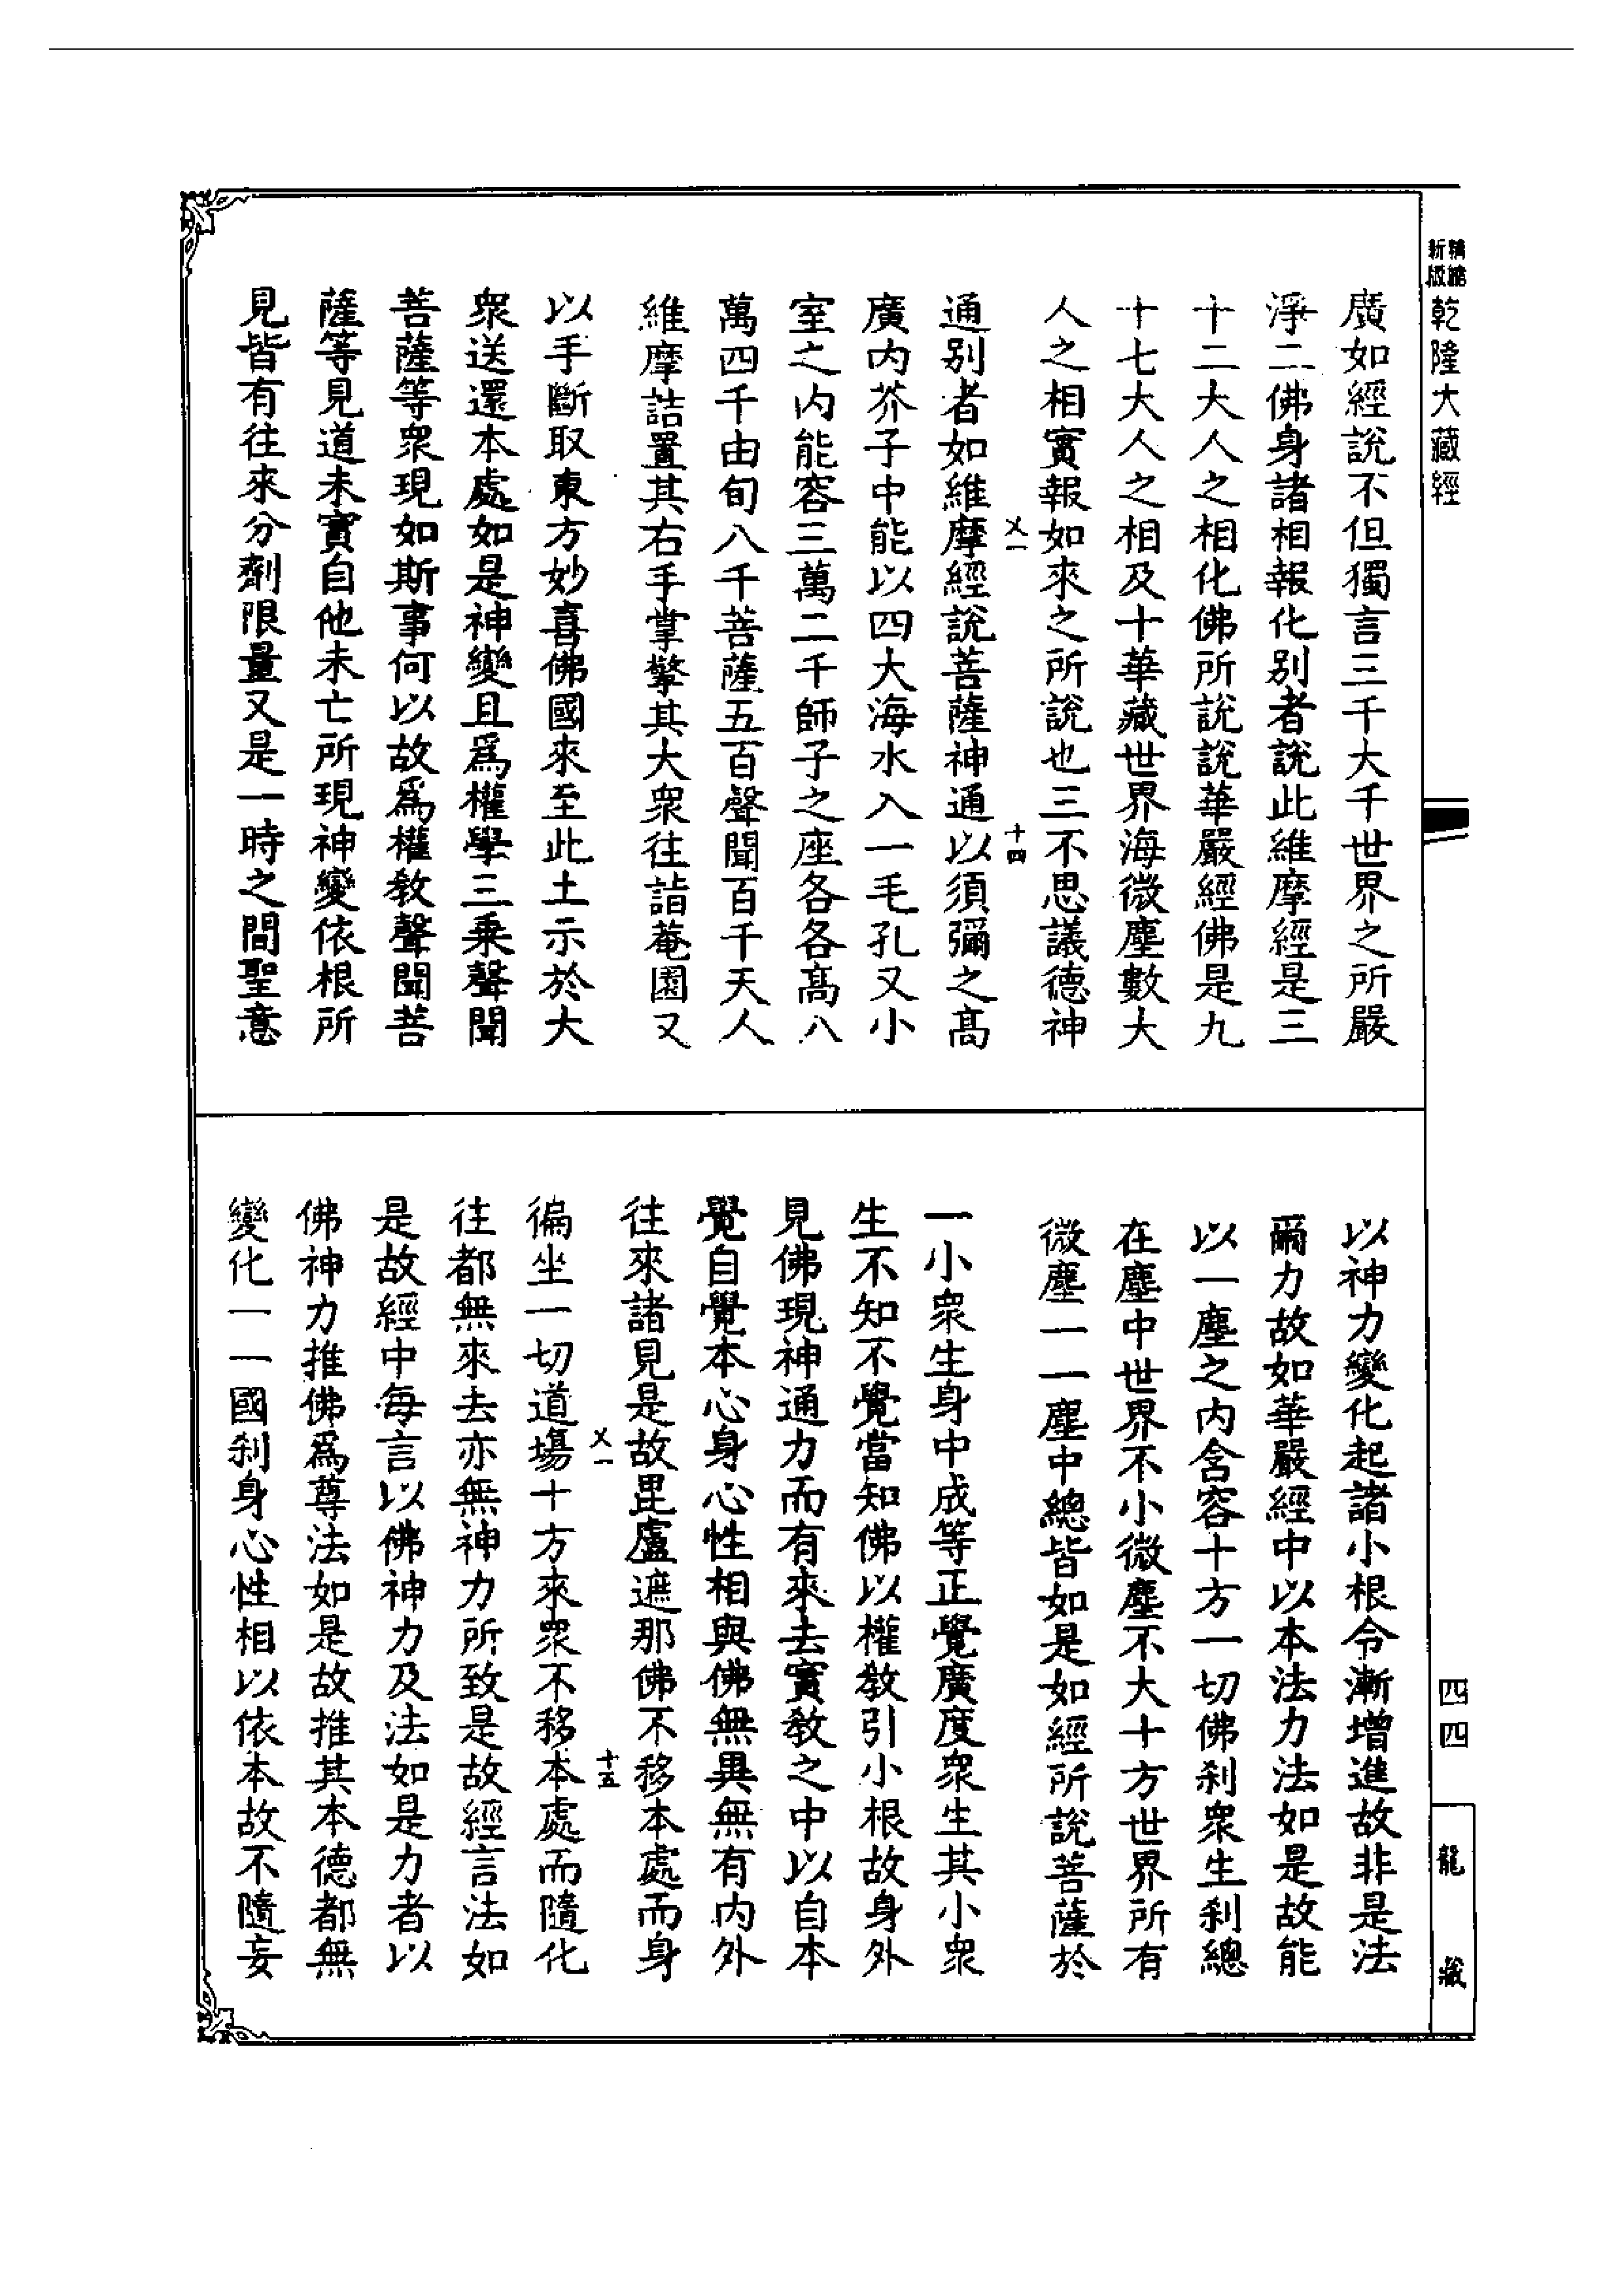 精縮
新版
乾隆大藏經
廣如經說不但獨言三千大千世界之所嚴
淨二佛身諸相報化別者說此維摩經是三
十二大人之相化佛所說說華嚴經佛是九
十七大人之相及十華藏世界海微塵數大
人之相實報如來之所說也三不思議德神
㐅一
十四
通別者如維摩經說菩薩神通以須彌之高
廣內芥子中能以四大海水入一毛孔又小
室之內能容三萬二千師子之座各各高八
萬四千由旬八千菩薩五百聲聞百千天人
維摩詰置其右手掌擎其大衆往詣菴園又
以手斷取東方妙喜佛國來至此土示於大
衆送還本處如是神變且爲權學三乘聲聞
菩薩等衆現如斯事何以故爲權教聲聞菩
薩等見道未實自他未亡所現神變依根所
見皆有往來分劑限量又是一時之間聖意
以神力變化起諸小根令漸增進故非是法
爾力故如華嚴經中以本法力法如是故能
以一塵之內含容十方一切佛刹衆生刹總
在塵中世界不小微塵不大十方世界所有
微塵一一塵中總皆如是如經所說菩薩於
一小衆生身中成等正覺廣度衆生其小衆
生不知不覺當知佛以權教引小根故身外
見佛現神通力而有來去實教之中以自本
覺自覺本心身心性相與佛無異無有內外
往來諸見是故毘盧遮那佛不移本處而身
㐅一
十五
徧坐一切道場十方來衆不移本處而隨化
往都無來去亦無神力所致是故經言法如
是故經中每言以佛神力及法如是力者以
佛神力推佛爲尊法如是故推其本德都無
變化一一國刹身心性相以依本故不隨妄
四四
龍藏